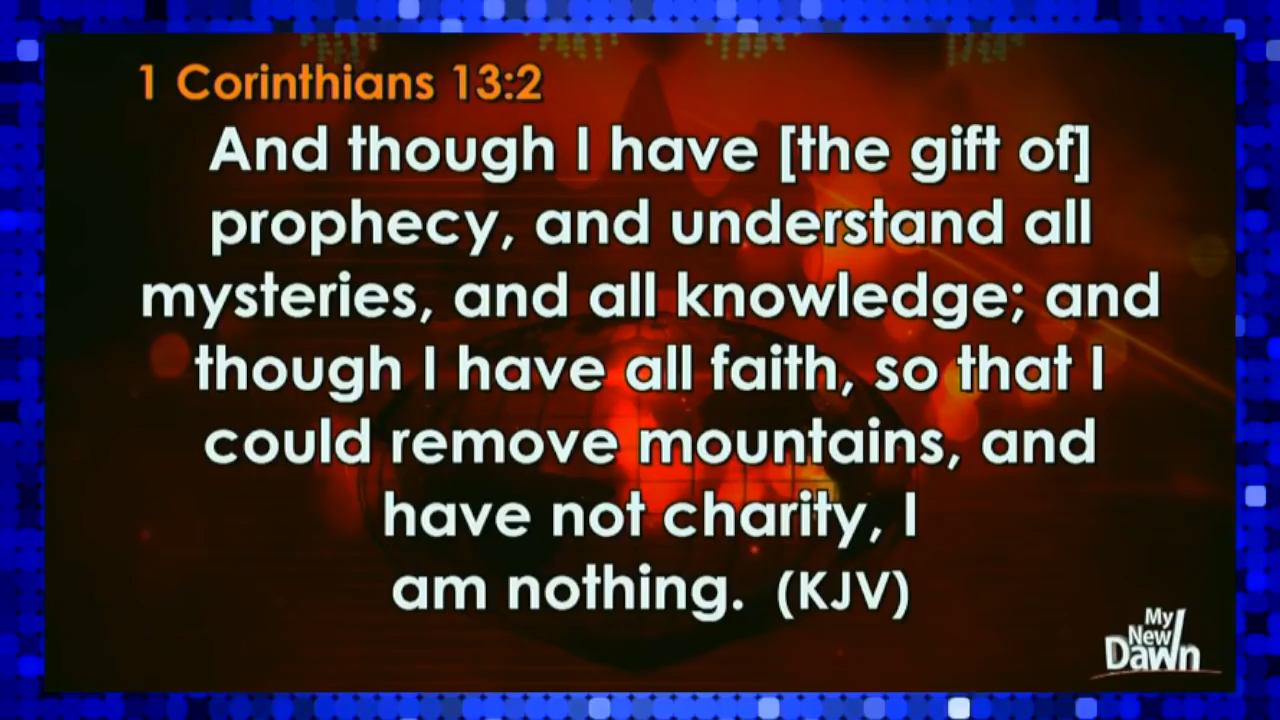 1 Corinthians 13:2
And though I have [the gift of]
prophecy, and understand all
mysteries, and all knowledge; and
though I have all faith, so that I
could remove mountains, and
have not charity, I
am nothing. (KJV)
My
New
Dawn